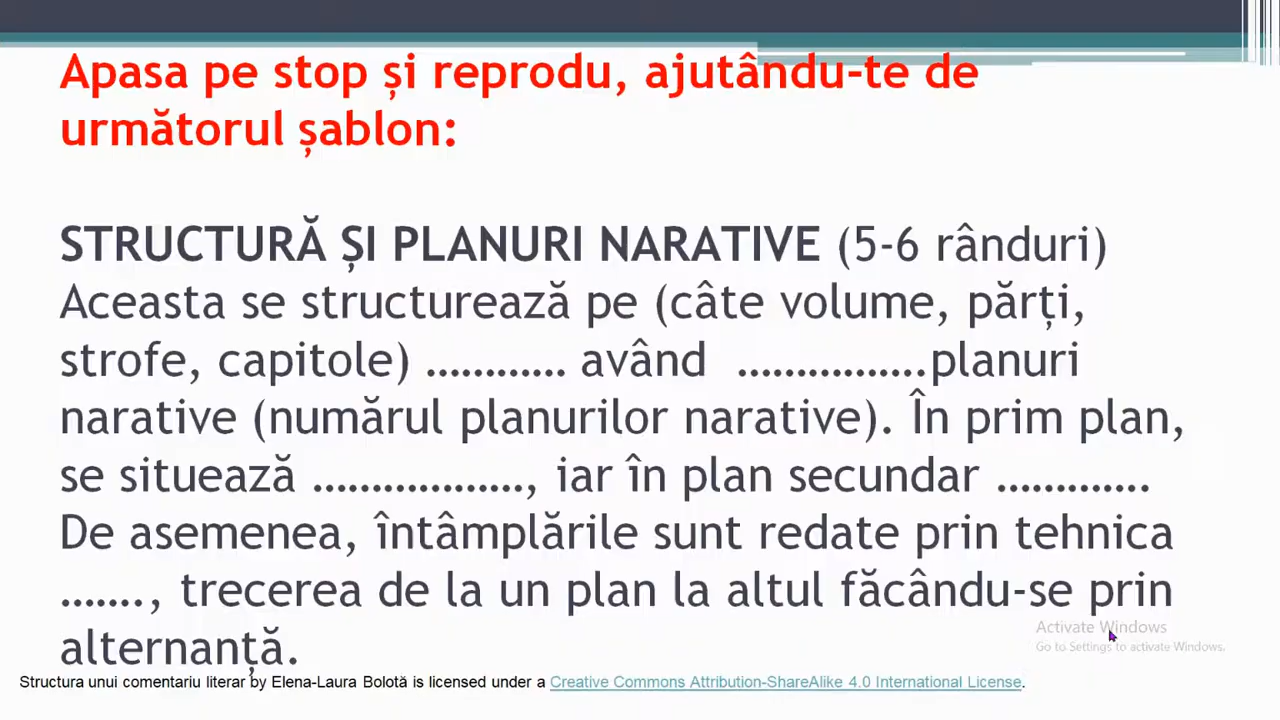 Apasa pe stop și reprodu, ajutându-te de
următorul șablon:
STRUCTURĂ ȘI PLANURI NARATIVE (5-6 rânduri)
Aceasta se structurează pe (câte volume, părți,
strofe, capitole) ………… având ……………..planuri
narative (numărul planurilor narative). În prim plan,
se situează ………………, iar în plan secundar ………….
De asemenea, întâmplările sunt redate prin tehnica
……., trecerea de la un plan la altul făcându-se prin
alternanță.
Activate Windows
Go to Settings to activate Windows.
Structura unui comentariu literar by Elena-Laura Bolotă is licensed under a Creative Commons Attribution-ShareAlike 4.0 International License.